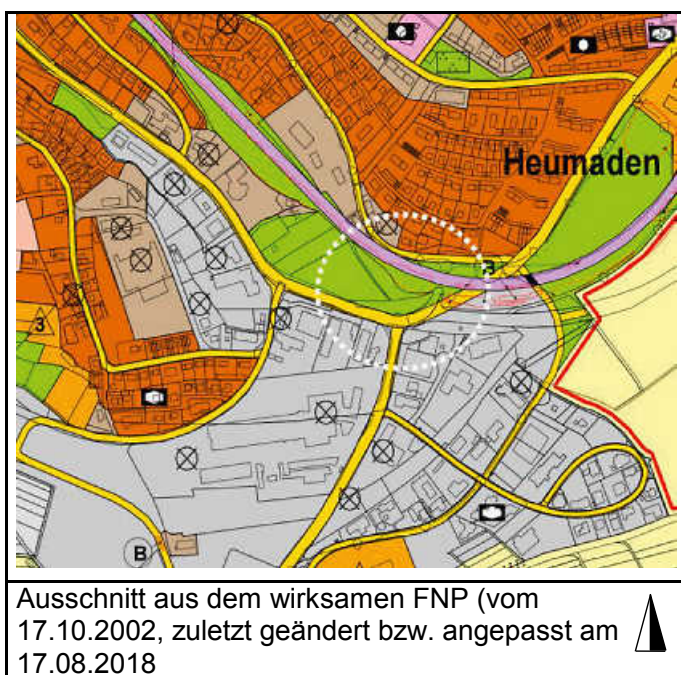 Heumaden
3
B
Ausschnitt aus dem wirksamen FNP (vom
17.10.2002, zuletzt geändert bzw. angepasst am
17.08.2018